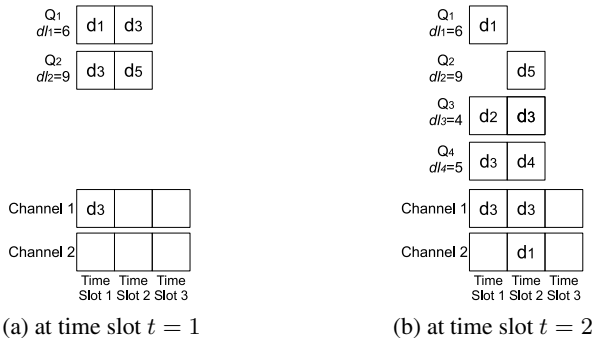 Q1
dl1=6 d1 d3
Q2
dl2=9 d3 d5
Channel 1 d3
Channel 2
Time Slot 1 Time Slot 2 Time Slot 3
(a) at time slot t = 1
Q1
dl1=6 d1
Q2
dl2=9 d5
Q3
dl3=4 d2 d3
Q4
dl4=5 d3 d4
Channel 1 d3 d3
Channel 2 d1
Time Slot 1 Time Slot 2 Time Slot 3
(b) at time slot t = 2